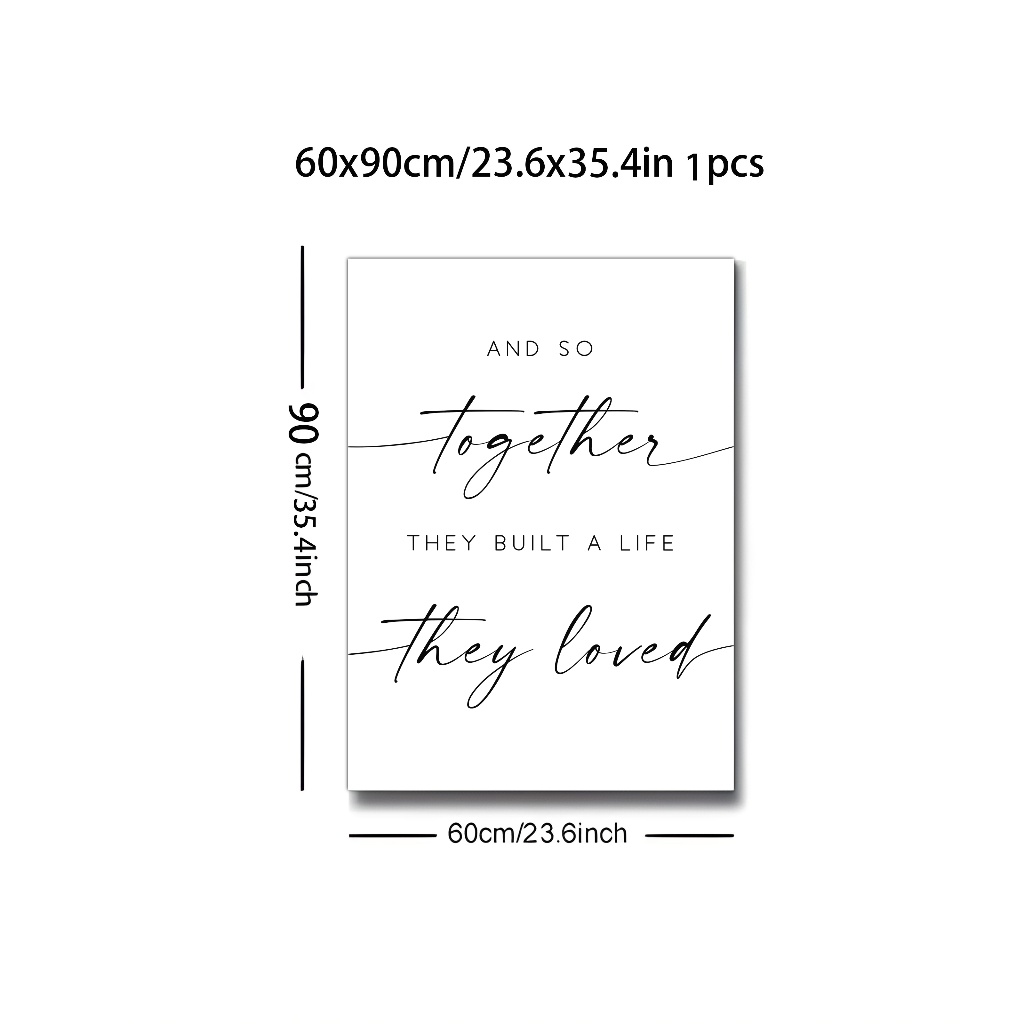 60x90cm/23.6x35.4in 1pcs
AND SO
together
THEY BUILT A LIFE
they loved
90 cm/35.4inch
60cm/23.6inch